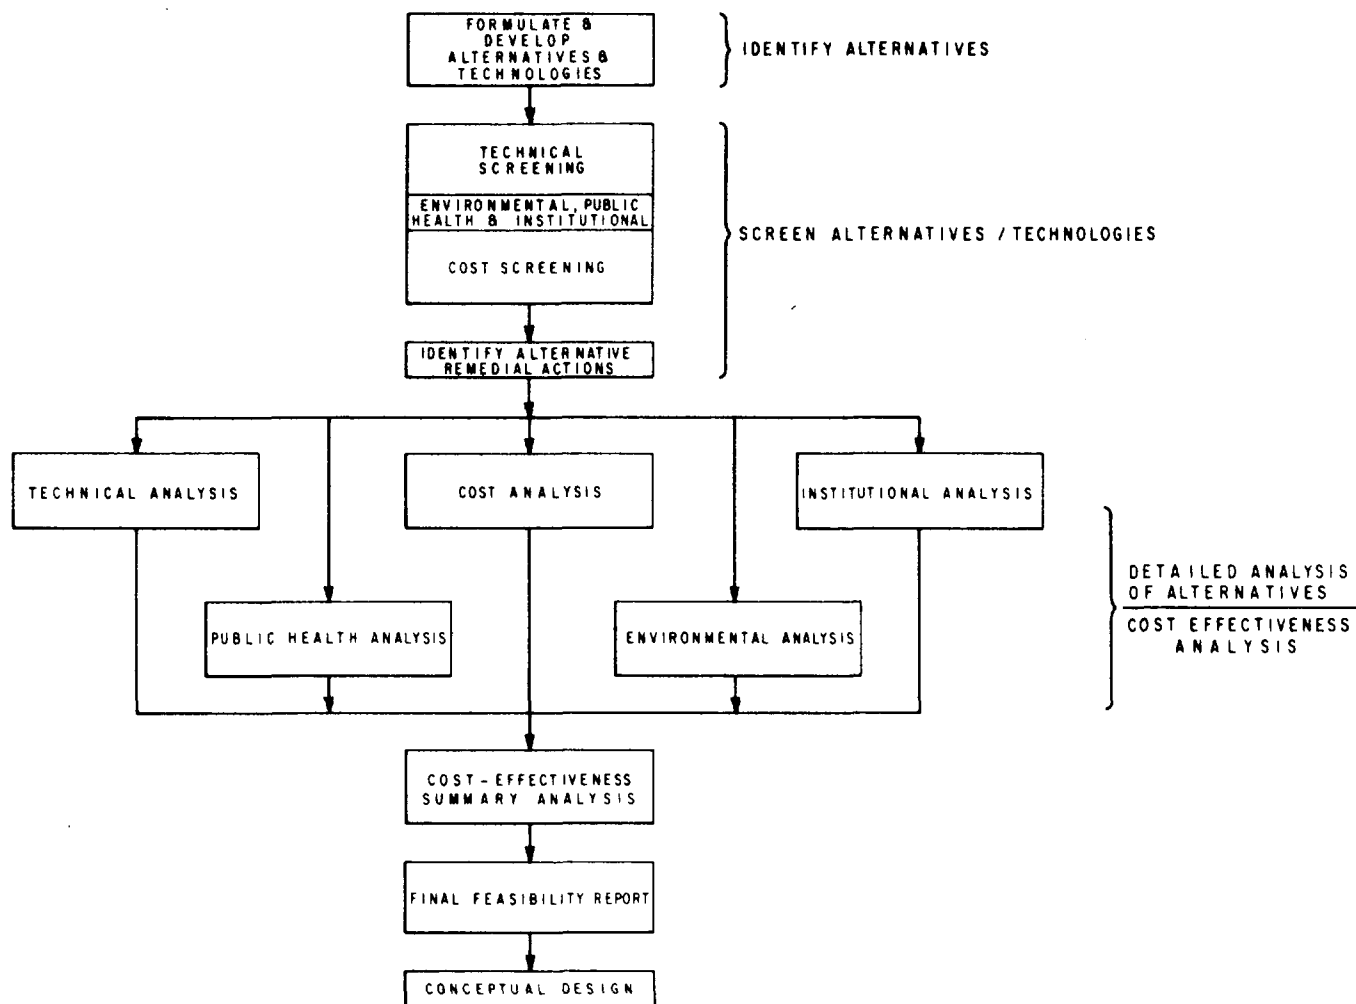 FORMULATE &
DEVELOP
ALTERNATIVES &
TECHNOLOGIES
IDENTIFY ALTERNATIVES
TECHNICAL
SCREENING
ENVIRONMENTAL, PUBLIC
HEALTH & INSTITUTIONAL
COST SCREENING
SCREEN ALTERNATIVES / TECHNOLOGIES
IDENTIFY ALTERNATIVE
REMEDIAL ACTIONS
TECHNICAL ANALYSIS
COST ANALYSIS
INSTITUTIONAL ANALYSIS
PUBLIC HEALTH ANALYSIS
ENVIRONMENTAL ANALYSIS
DETAILED ANALYSIS
OF ALTERNATIVES
COST EFFECTIVENESS
ANALYSIS
COST-EFFECTIVENESS
SUMMARY ANALYSIS
FINAL FEASIBILITY REPORT
CONCEPTUAL DESIGN